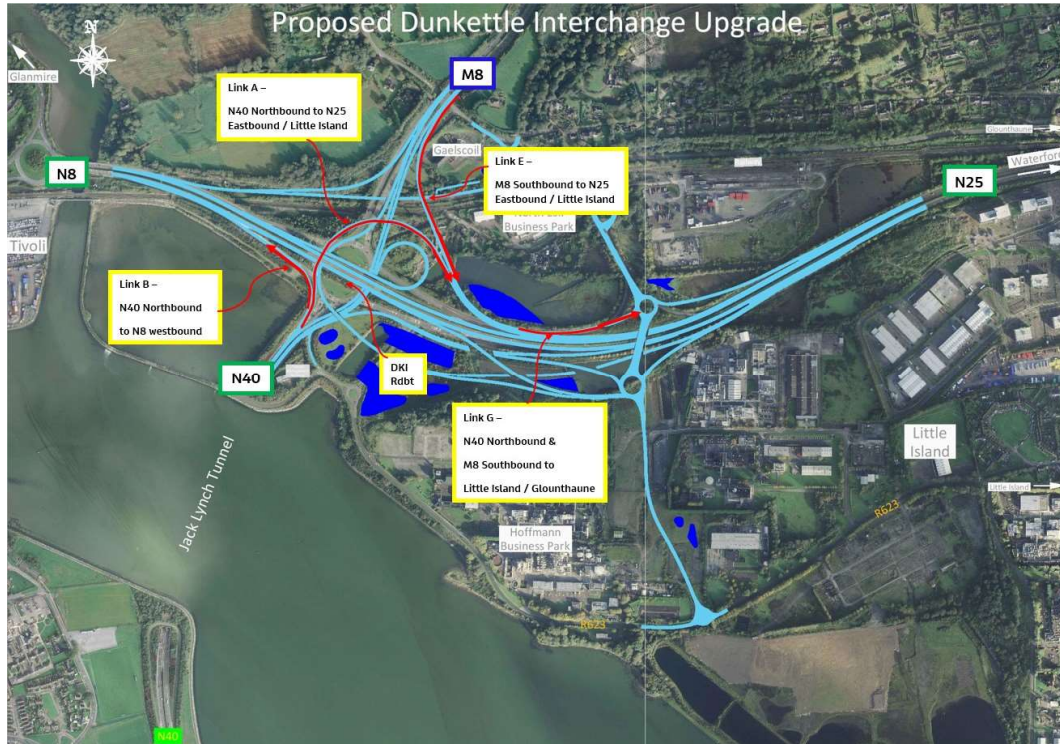 Proposed Dunkettle Interchange Upgrade
Glanmire
M8
Link A –
N40 Northbound to N25
Eastbound / Little Island
Gaelscoil
Link E –
M8 Southbound to N25
Eastbound / Little Island
Business Park
Glounthaune
Waterford
N8
N25
Tivoli
Link B –
N40 Northbound
to N8 westbound
N40
DKI
Rdbt
Link G –
N40 Northbound &
M8 Southbound to
Little Island / Glounthaune
Little
Island
Little Island
Jack Lynch Tunnel
Hoffmann
Business Park
R623
R623
N40